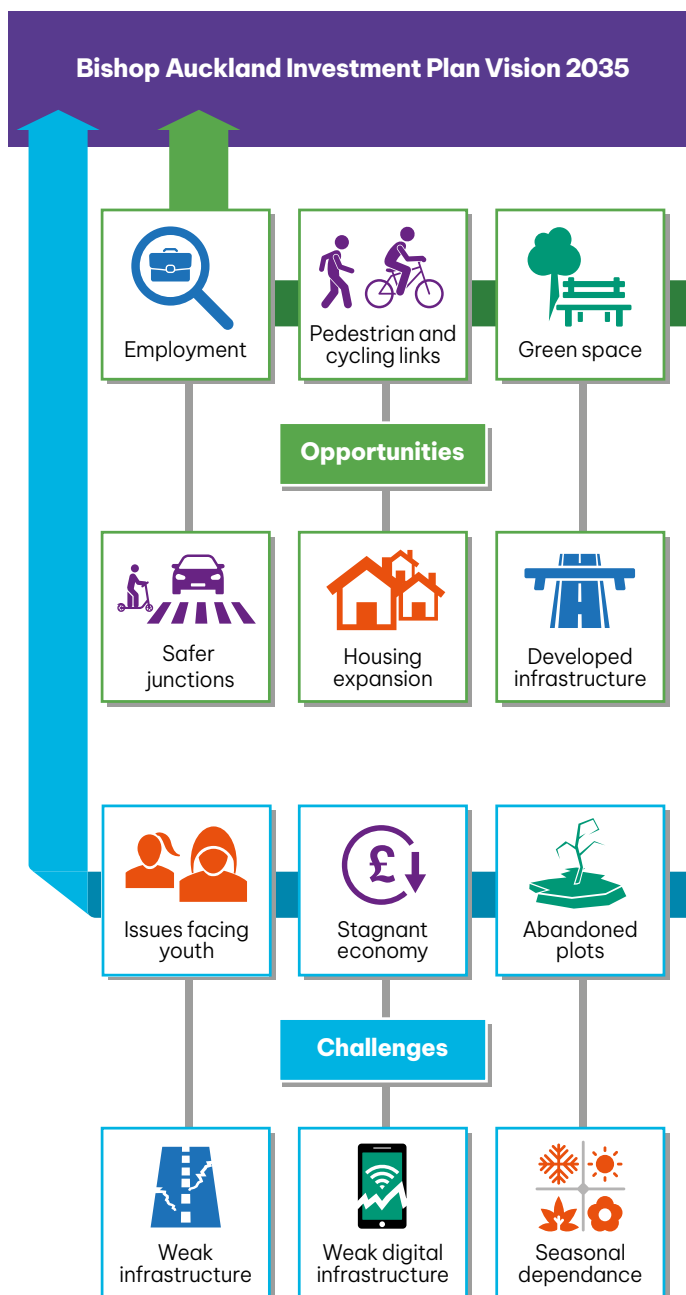 Bishop Auckland Investment Plan Vision 2035
Employment
Pedestrian and
cycling links
Green space
Opportunities
Safer
junctions
Housing
expansion
Developed
infrastructure
Issues facing
youth
£
Stagnant
economy
Abandoned
plots
Challenges
Weak
infrastructure
Weak digital
infrastructure
Seasonal
dependance